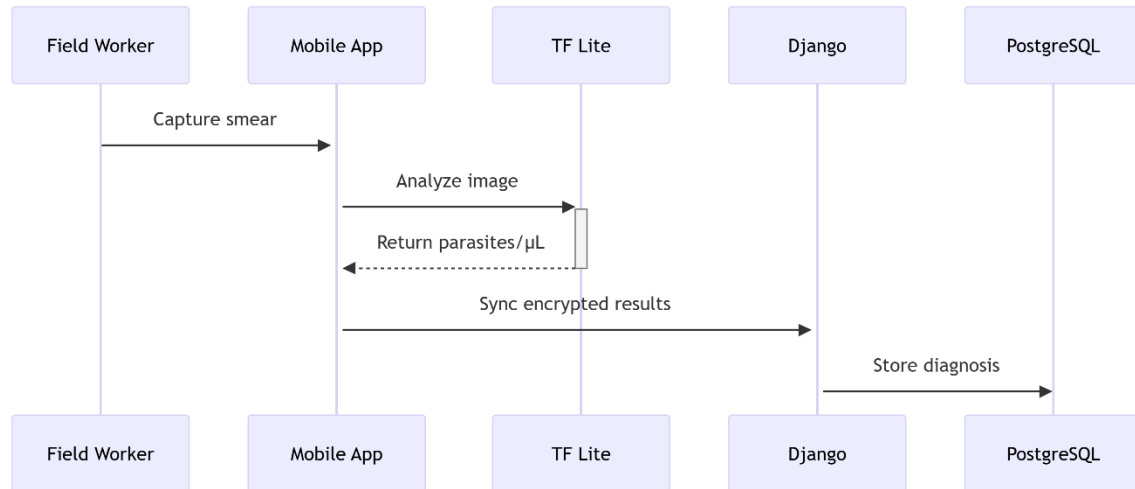 Field Worker
Mobile App
TF Lite
Django
PostgreSQL
Capture smear
Analyze image
Return parasites/µL
Sync encrypted results
Store diagnosis
Field Worker
Mobile App
TF Lite
Django
PostgreSQL